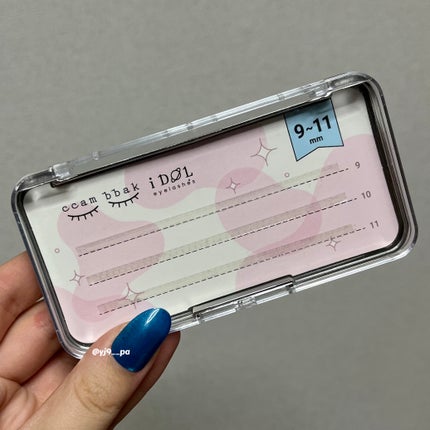 ccam bbak iDOL
eyelashes
9~11
mm
9
10
11
@yj9__pa